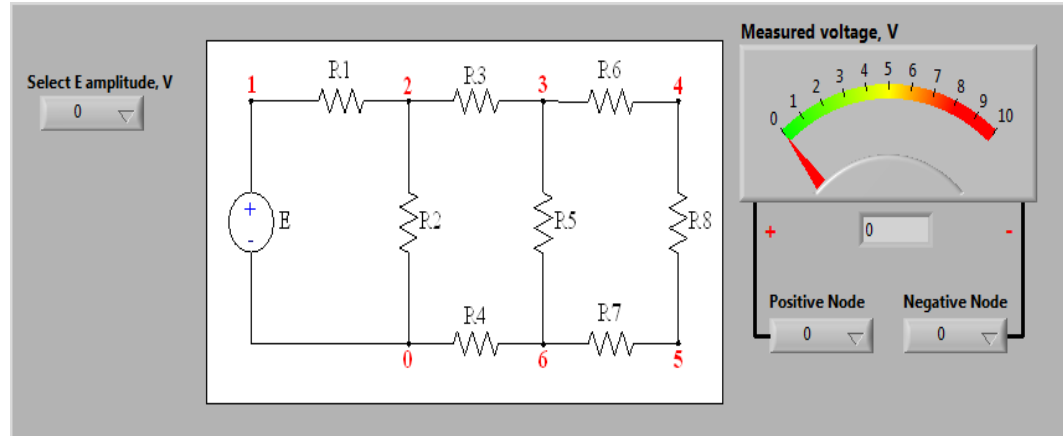 Select E amplitude, V
0
1
R1
2
R3
3
R6
4
+
-
E
R2
R5
R8
R4
R7
0
6
5
Measured voltage, V
0 1 2 3 4 5 6 7 8 9 10
+
0
-
Positive Node
0
Negative Node
0